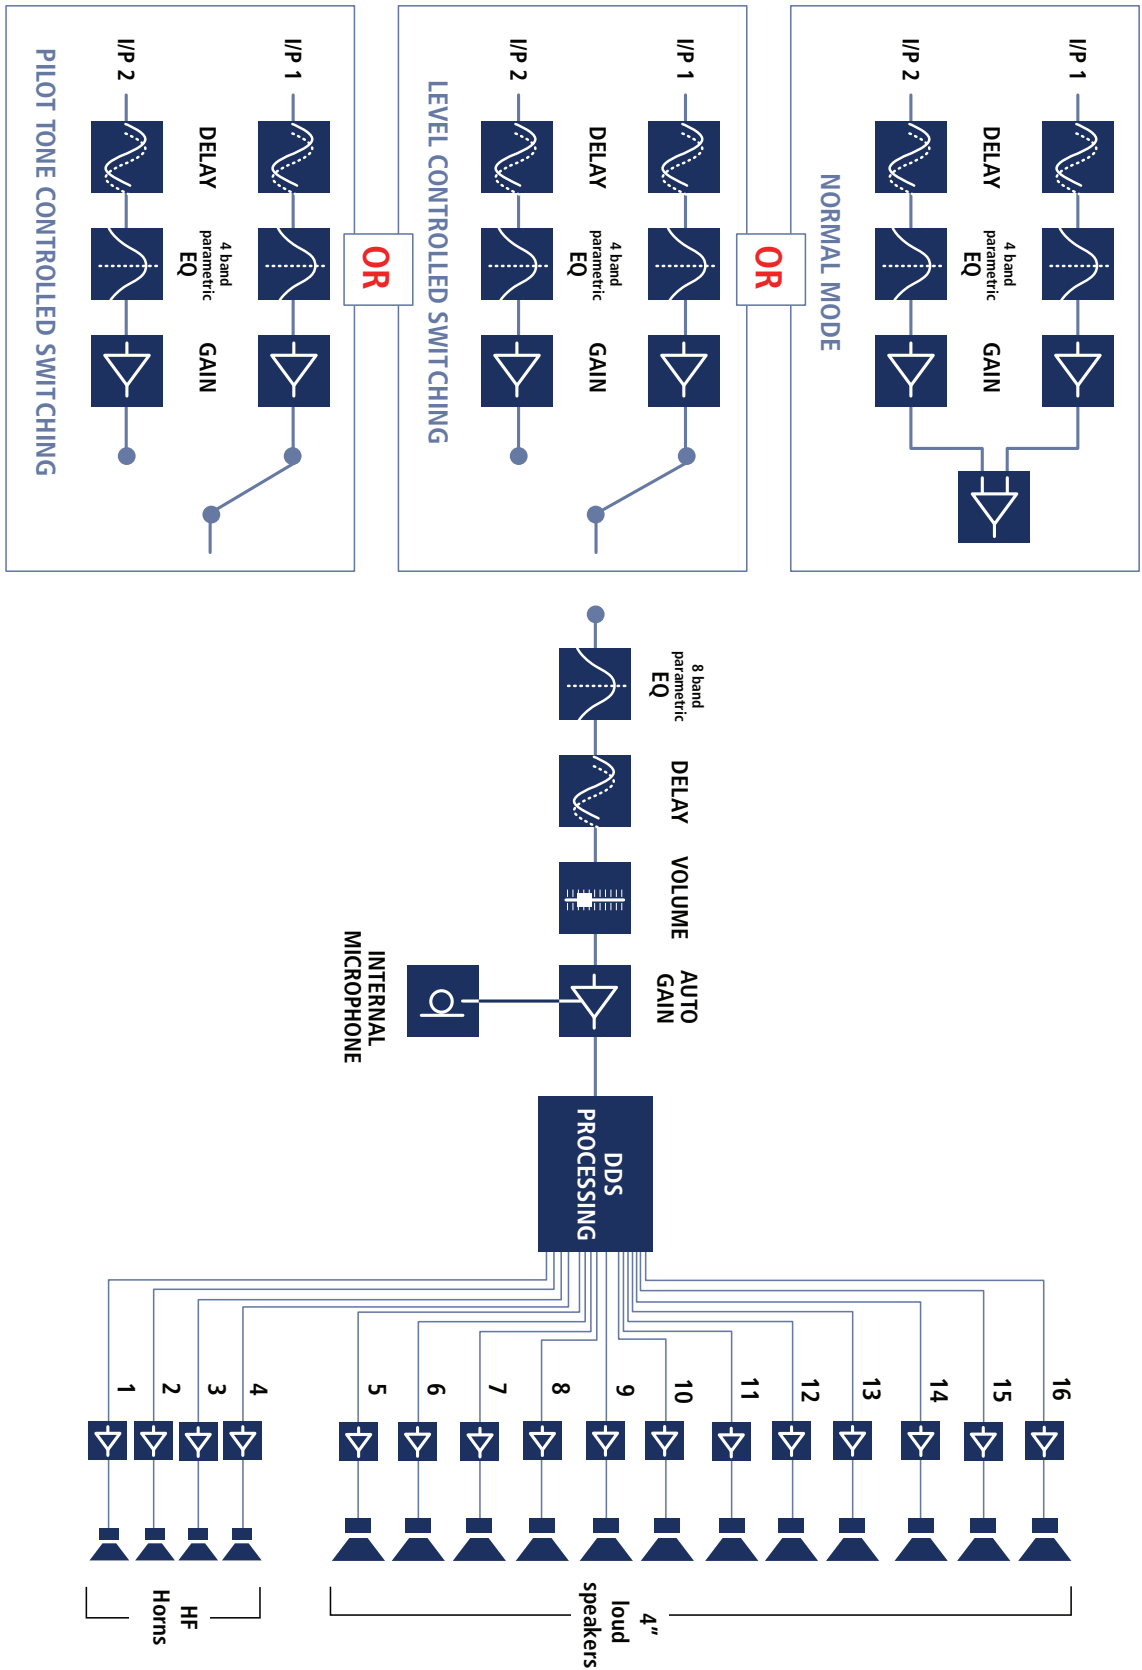 NORMAL MODE
I/P 1
I/P 2
DELAY
4 band
parametric
EQ
GAIN
OR
LEVEL CONTROLLED SWITCHING
I/P 1
I/P 2
DELAY
4 band
parametric
EQ
GAIN
OR
PILOT TONE CONTROLLED SWITCHING
I/P 1
I/P 2
DELAY
4 band
parametric
EQ
GAIN
8 band
parametric
EQ
DELAY
VOLUME
AUTO
GAIN
INTERNAL
MICROPHONE
DDS
PROCESSING
16
15
14
13
12
11
10
9
8
7
6
5
4
3
2
1
4”
loud
speakers
HF
Horns